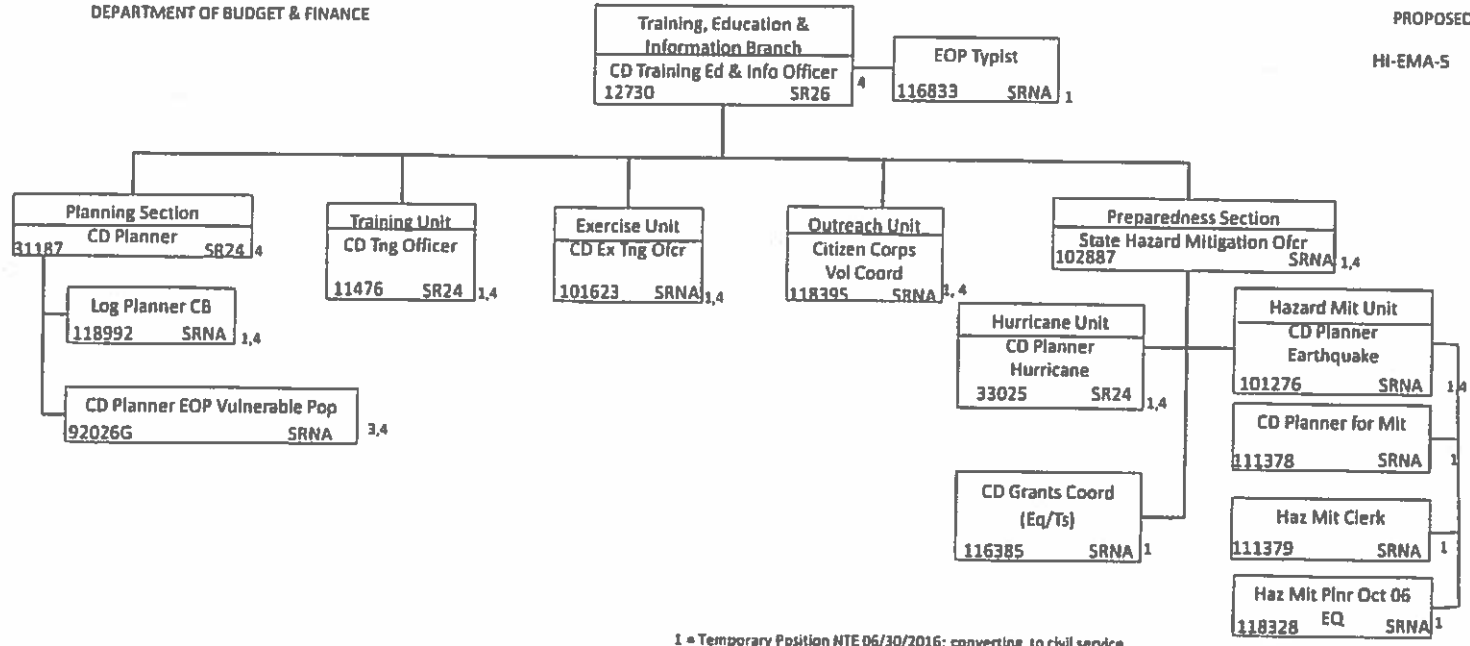 DEPARTMENT OF BUDGET & FINANCE
PROPOSED
HI-EMA-5
Training, Education &
Information Branch
CD Training Ed & Info Officer
12730 SR26 4
EOP Typist
116833 SRNA 1
Planning Section
CD Planner
31187 SR24 4
Log Planner CB
118992 SRNA 1,4
CD Planner EOP Vulnerable Pop
92026G SRNA 3,4
Training Unit
CD Tng Officer
11476 SR24 1,4
Exercise Unit
CD Ex Tng Ofcr
101623 SRNA 1,4
Outreach Unit
Citizen Corps
Vol Coord
118395 SRNA 1, 4
Preparedness Section
State Hazard Mitigation Ofcr
102887 SRNA 1,4
Hurricane Unit
CD Planner
Hurricane
33025 SR24 1,4
CD Grants Coord
(Eq/Ts)
116385 SRNA 1
Hazard Mit Unit
CD Planner
Earthquake
101276 SRNA 1,4
CD Planner for Mit
111378 SRNA 1
Haz Mit Clerk
111379 SRNA 1
Haz Mit Plnr Oct 06
EQ
118328 SRNA 1
1 = Temporary Position NTE 06/30/2016; converting to civil service